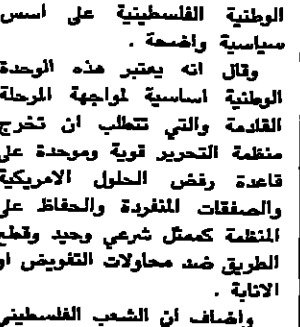 الوطنية الفلسطينية على اسس
سياسية واضحة .
وقال انه يعتبر هذه الوحدة
الوطنية اساسية لمواجهة المرحلة
القادمة والتي تتطلب ان تخرج
منظمة التحرير قوية وموحدة على
قاعدة رفض الحلول الامريكية
والصفقات المنفردة والحفاظ على
المنظمة كممثل شرعي وحيد وقطع
الطريق ضد محاولات التفويض او
الانابة .
واضاف ان الشعب الفلسطيني